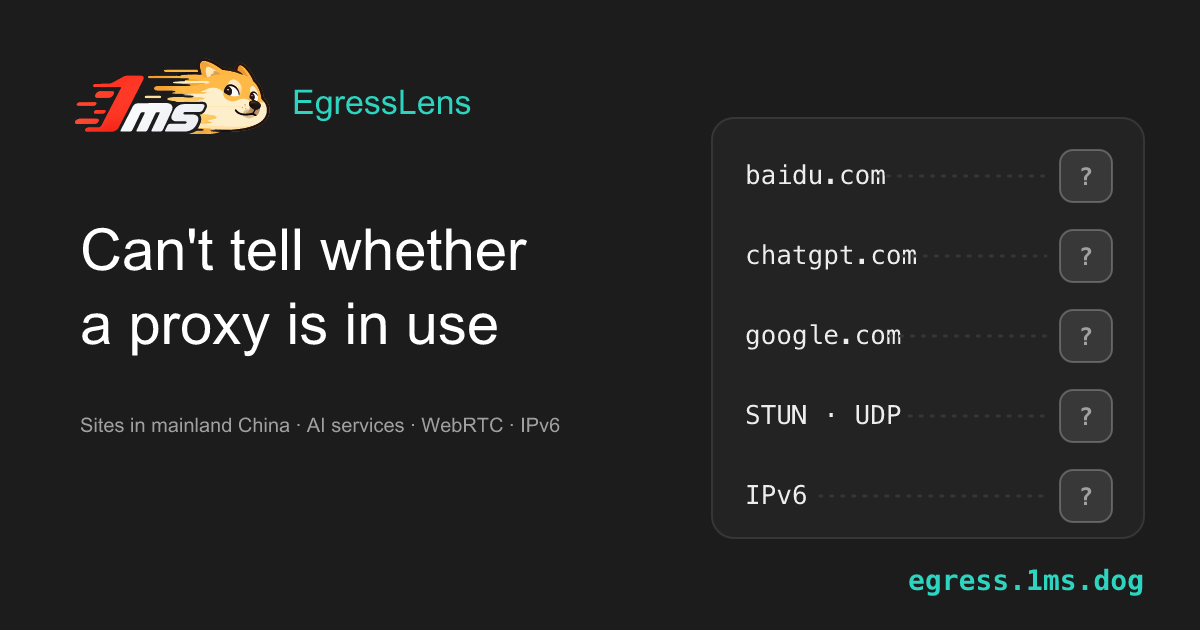 1ms
EgressLens
Can't tell whether
a proxy is in use
Sites in mainland China · AI services · WebRTC · IPv6
baidu.com ?
chatgpt.com ?
google.com ?
STUN · UDP ?
IPv6 ?
egress.1ms.dog